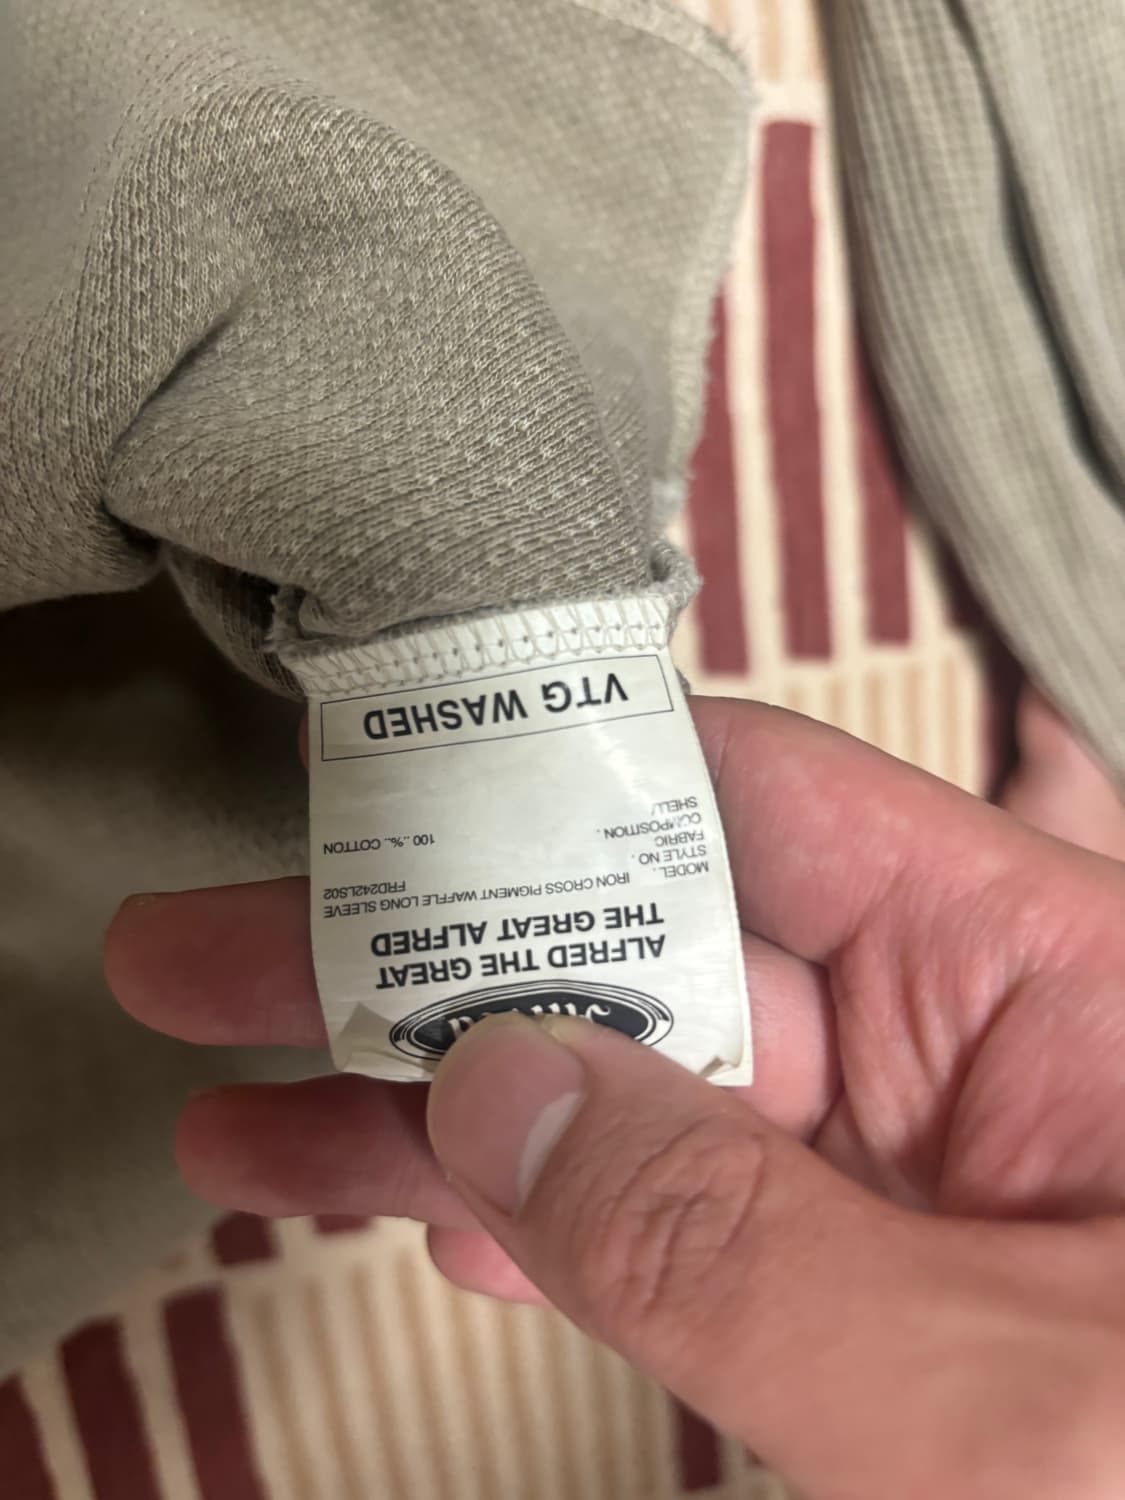 ALFRED THE GREAT
THE GREAT ALFRED
MODEL. IRON CROSS PIGMENT WAFFLE LONG SLEEVE
STYLE NO. FRD242LS02
FABRIC
COMPOSITION.
SHELL/ 100..%.. COTTON
VTG WASHED